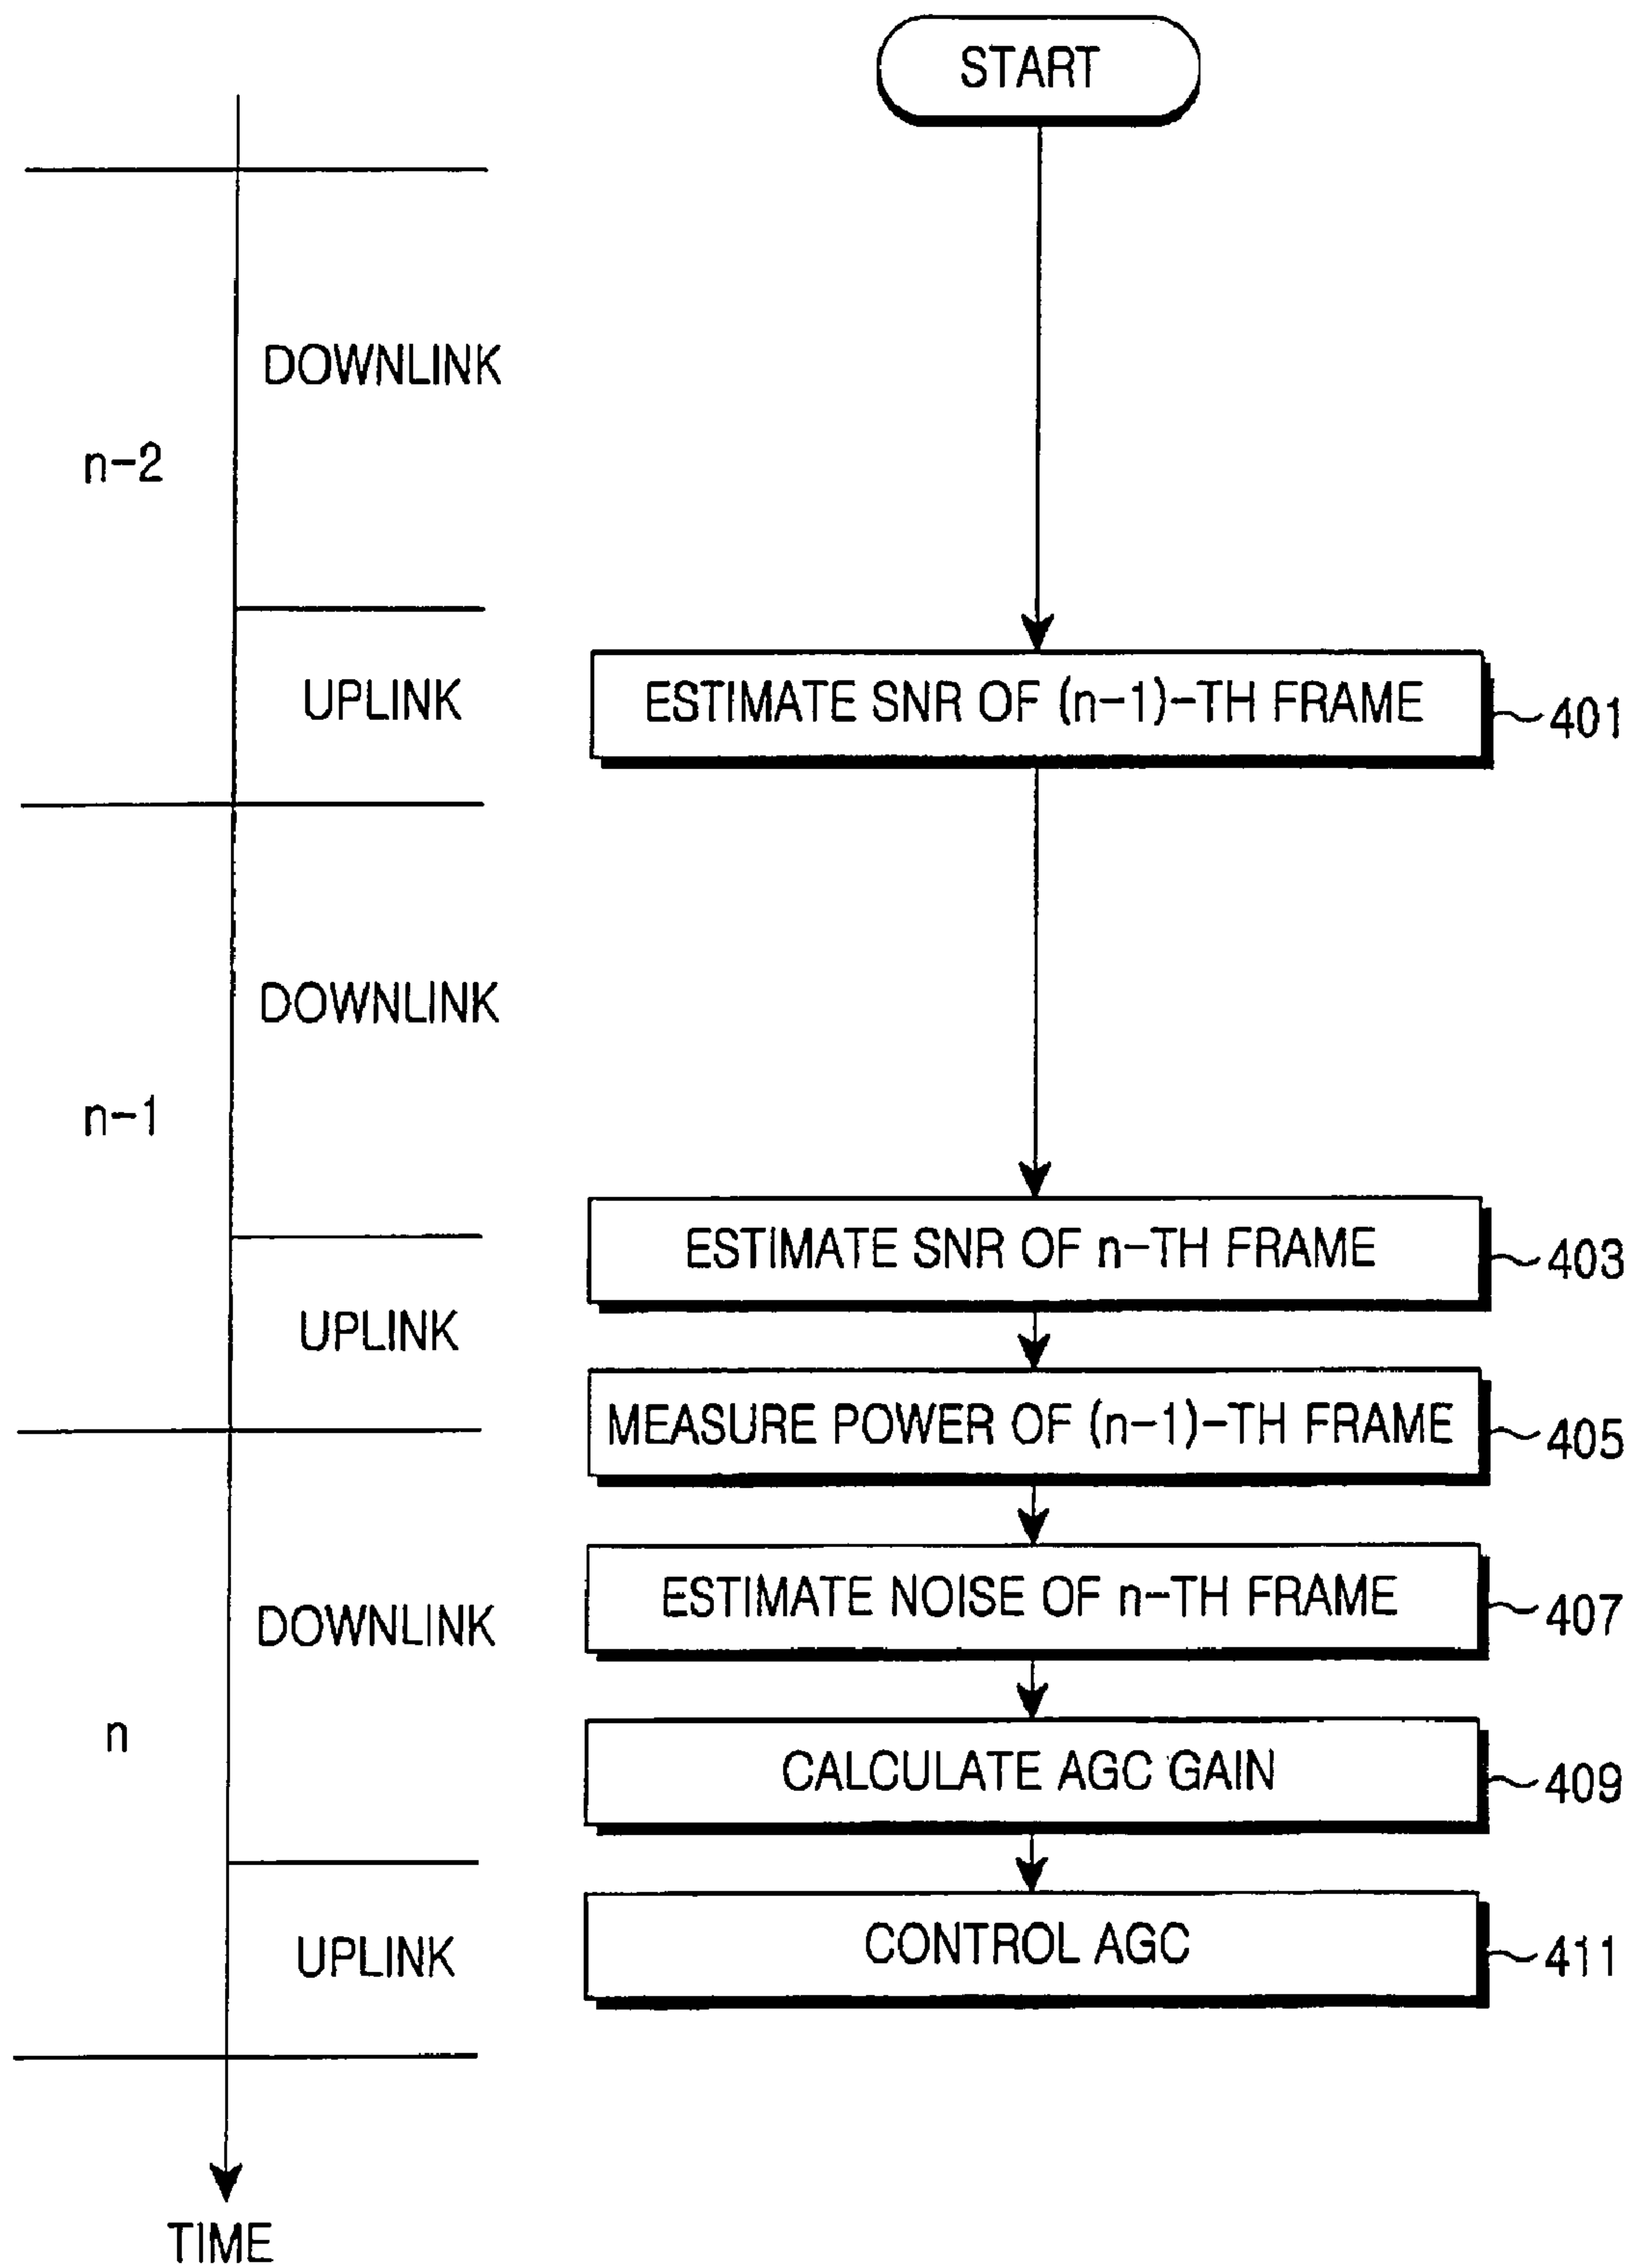 START
DOWNLINK
n-2
UPLINK
ESTIMATE SNR OF (n-1)-TH FRAME
401
DOWNLINK
n-1
ESTIMATE SNR OF n-TH FRAME
403
UPLINK
MEASURE POWER OF (n-1)-TH FRAME
405
ESTIMATE NOISE OF n-TH FRAME
407
DOWNLINK
n
CALCULATE AGC GAIN
409
UPLINK
CONTROL AGC
411
TIME